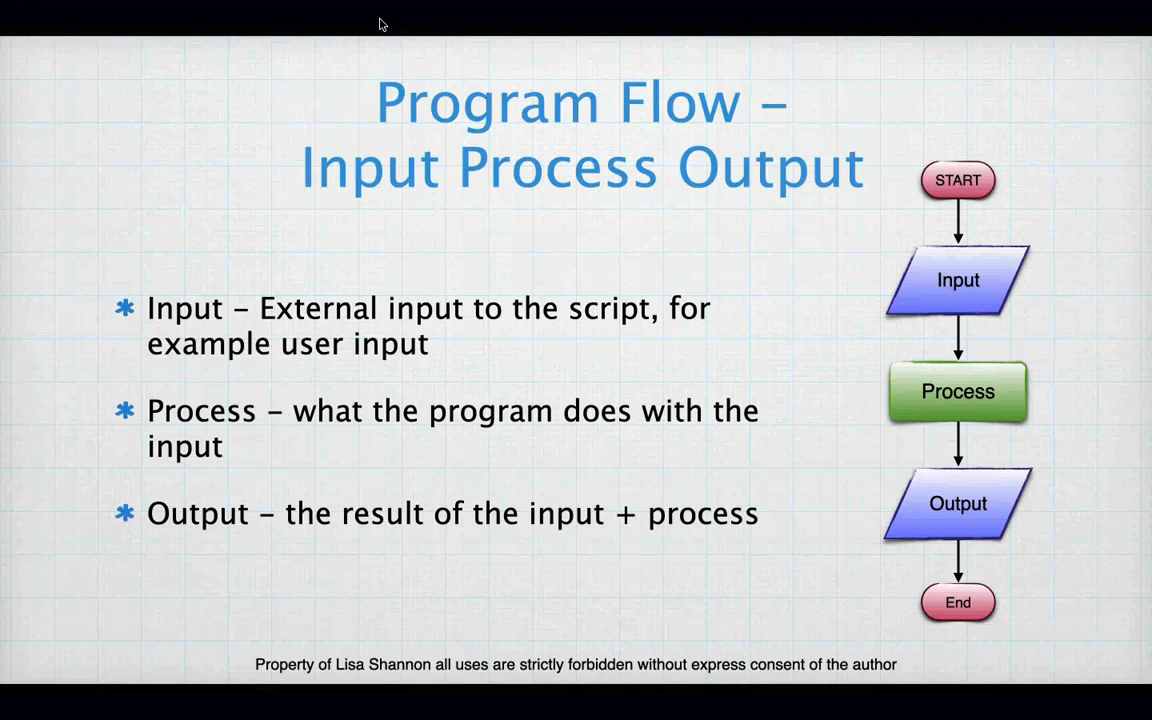 Program Flow –
Input Process Output
Input – External input to the script, for
example user input
Process – what the program does with the
input
Output – the result of the input + process
START
Input
Process
Output
End
Property of Lisa Shannon all uses are strictly forbidden without express consent of the author